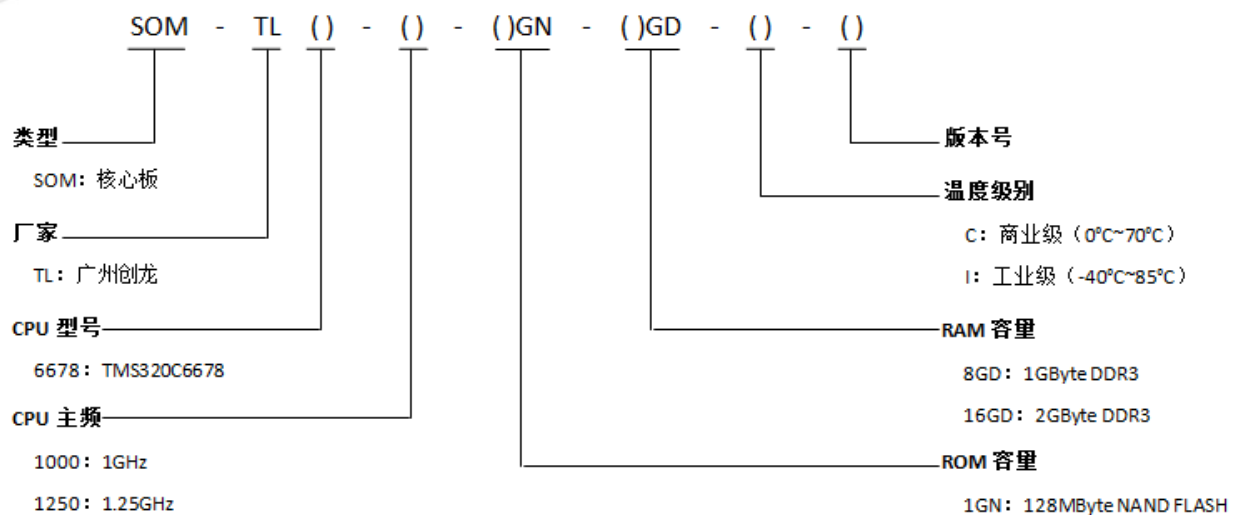 SOM - TL () - () - ()GN - ()GD - () - ()
类型
SOM：核心板
厂家
TL：广州创龙
CPU 型号
6678：TMS320C6678
CPU 主频
1000：1GHz
1250：1.25GHz
版本号
温度级别
C：商业级（0°C~70°C）
I：工业级（-40°C~85°C）
RAM 容量
8GD：1GByte DDR3
16GD：2GByte DDR3
ROM 容量
1GN：128MByte NAND FLASH